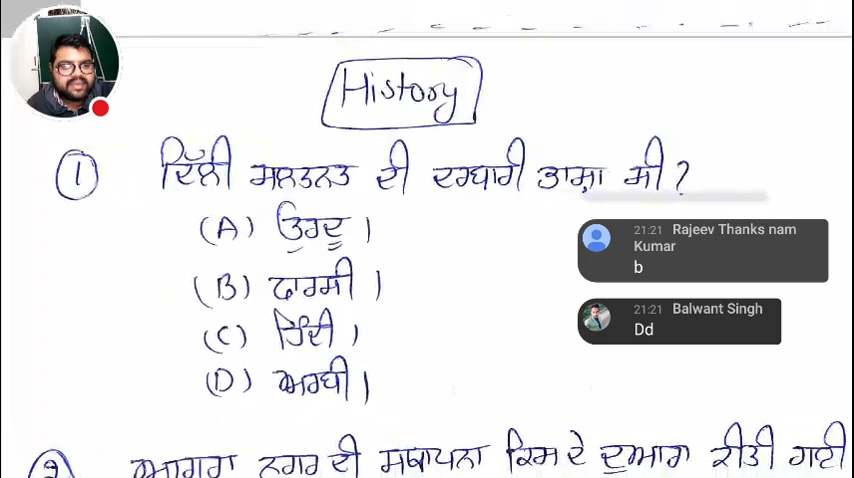 History
① ਦਿੱਲੀ ਸਲਤਨਤ ਦੀ ਦਰਬਾਰੀ ਭਾਸ਼ਾ ਸੀ?
(A) ਉਰਦੂ ।
21:21 Rajeev Thanks nam
Kumar
b
(B) ਫਾਰਸੀ ।
21:21 Balwant Singh
Dd
(C) ਹਿੰਦੀ ।
(D) ਅਰਬੀ ।
② ਆਗਰਾ ਨਗਰ ਦੀ ਸਥਾਪਨਾ ਕਿਸ ਦੇ ਦੁਆਰਾ ਕੀਤੀ ਗਈ